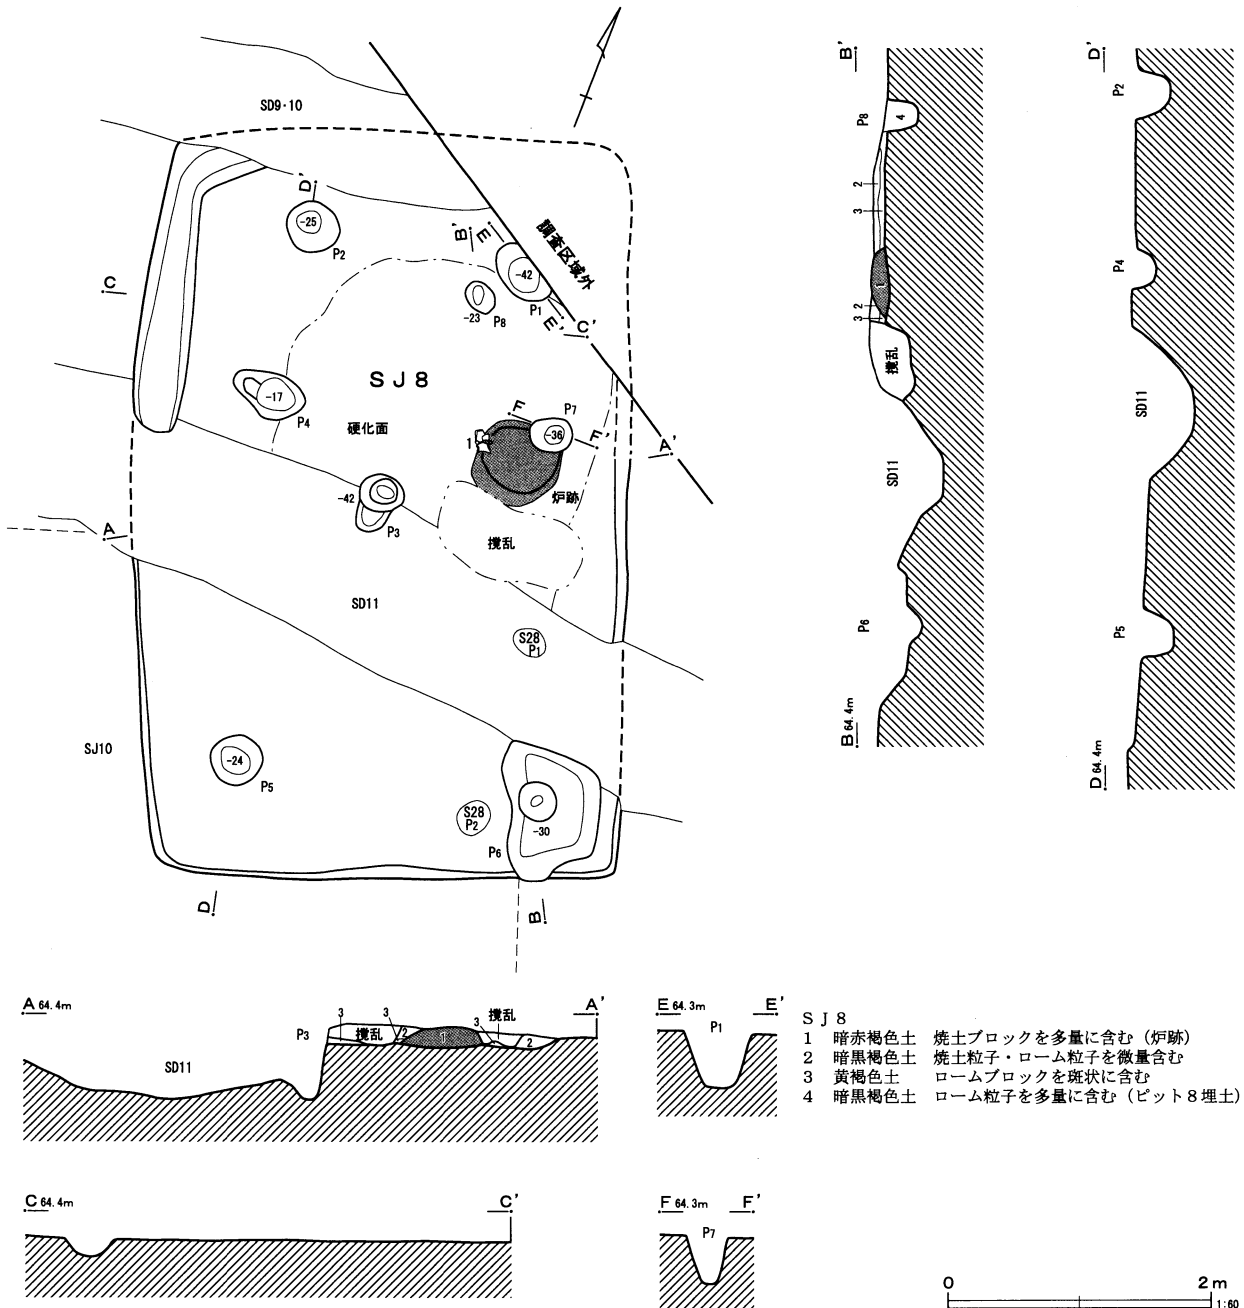 SD9・10
調査区域外
D'
-25
P2
B'
E
-42
P1
E'
C'
-23
P8
C
SJ8
-17
P4
硬化面
F
P7
-36
F'
A'
1
炉跡
-42
P3
攪乱
A
SD11
S28
P1
SJ10
-24
P5
S28
P2
-30
P6
D
B
B'
P8
4
2
3
1
2
3
攪乱
SD11
P6
B 64.4m
D'
P2
P4
SD11
P5
D 64.4m
A 64.4m
A'
SD11
P3
3
攪乱
3
2
1
3
攪乱
2
E 64.3m
E'
P1
SJ8
1 暗赤褐色土 焼土ブロックを多量に含む(炉跡)
2 暗黒褐色土 焼土粒子・ローム粒子を微量含む
3 黄褐色土 ロームブロックを斑状に含む
4 暗黒褐色土 ローム粒子を多量に含む(ピット8埋土)
C 64.4m
C'
F 64.3m
F'
P7
0 2m
1:60